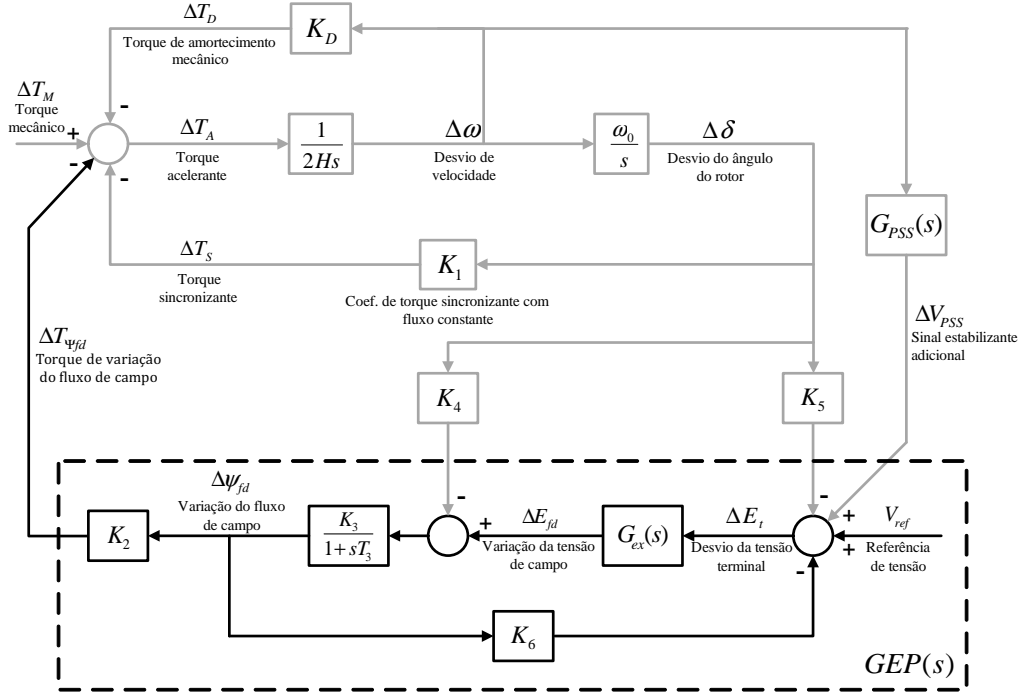 ΔT_D
Torque de amortecimento
mecânico
K_D
ΔT_M
Torque
mecânico
+
-
-
-
ΔT_A
Torque
acelerante
1
2Hs
Δω
Desvio de
velocidade
ω_0
s
Δδ
Desvio do ângulo
do rotor
G_PSS(s)
ΔT_S
Torque
sincronizante
K_1
Coef. de torque sincronizante com
fluxo constante
ΔV_PSS
Sinal estabilizante
adicional
ΔT_Ψfd
Torque de variação
do fluxo de campo
K_4
K_5
Δψ_fd
Variação do fluxo
de campo
K_2
K_3
1+sT_3
-
+
ΔE_fd
Variação da tensão
de campo
G_ex(s)
ΔE_t
Desvio da tensão
terminal
-
+
+
-
V_ref
Referência
de tensão
K_6
GEP(s)